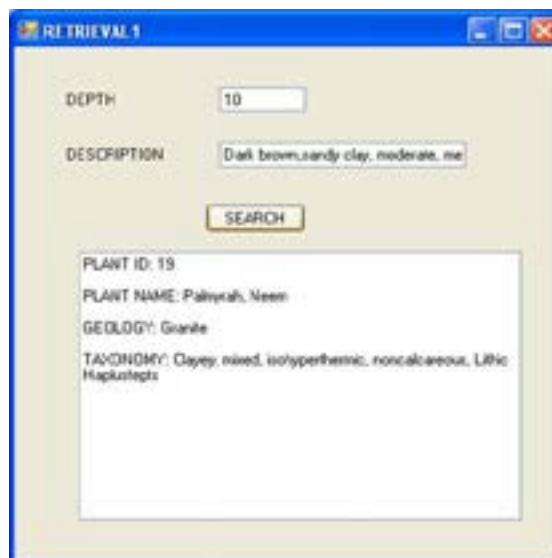 RETRIEVAL1
DEPTH 10
DESCRIPTION Dark brown,sandy clay, moderate, me
SEARCH
PLANT ID: 19
PLANT NAME: Palmyrah, Neem
GEOLOGY: Granite
TAXONOMY: Clayey, mixed, isohyperthermic, noncalcareous, Lithic
Haplustepts